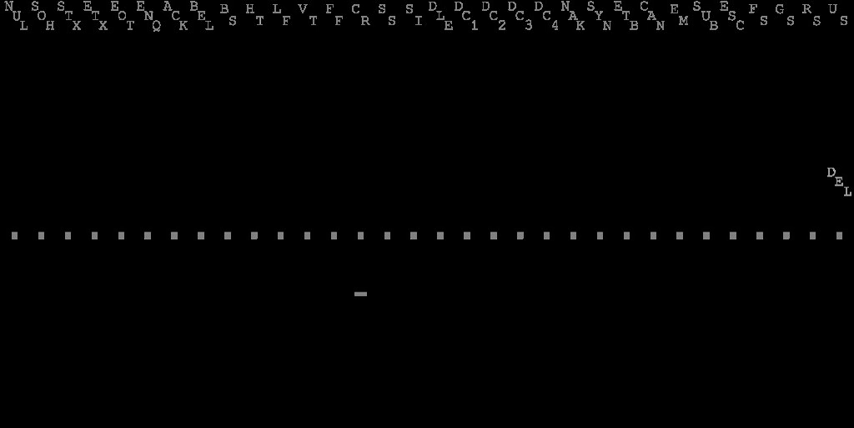 NUL SOH STX ETX EOT ENQ ACK BEL BS HT LF VT FF CR SS SI DLE DC1 DC2 DC3 DC4 NAK SYN ETB CAN EM SUB ESC FS GS RS US
DEL